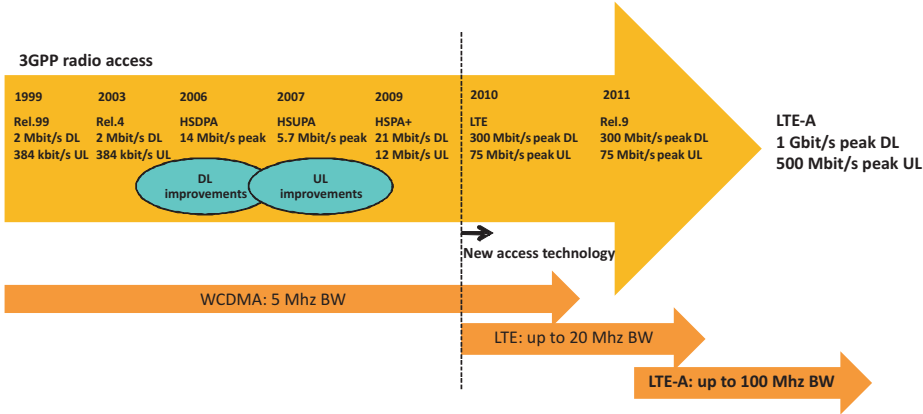 3GPP radio access
1999
Rel.99
2 Mbit/s DL
384 kbit/s UL
2003
Rel.4
2 Mbit/s DL
384 kbit/s UL
2006
HSDPA
14 Mbit/s peak
2007
HSUPA
5.7 Mbit/s peak
2009
HSPA+
21 Mbit/s DL
12 Mbit/s UL
2010
LTE
300 Mbit/s peak DL
75 Mbit/s peak UL
2011
Rel.9
300 Mbit/s peak DL
75 Mbit/s peak UL
LTE-A
1 Gbit/s peak DL
500 Mbit/s peak UL
DL
improvements
UL
improvements
New access technology
WCDMA: 5 Mhz BW
LTE: up to 20 Mhz BW
LTE-A: up to 100 Mhz BW